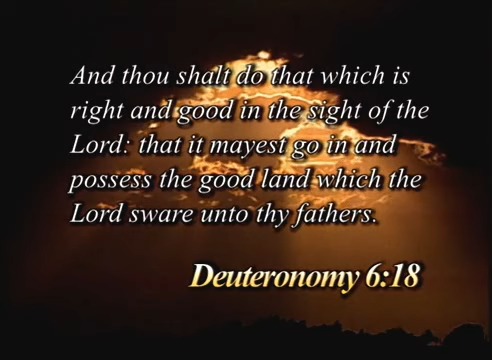 And thou shalt do that which is
right and good in the sight of the
Lord: that it mayest go in and
possess the good land which the
Lord sware unto thy fathers.
Deuteronomy 6:18